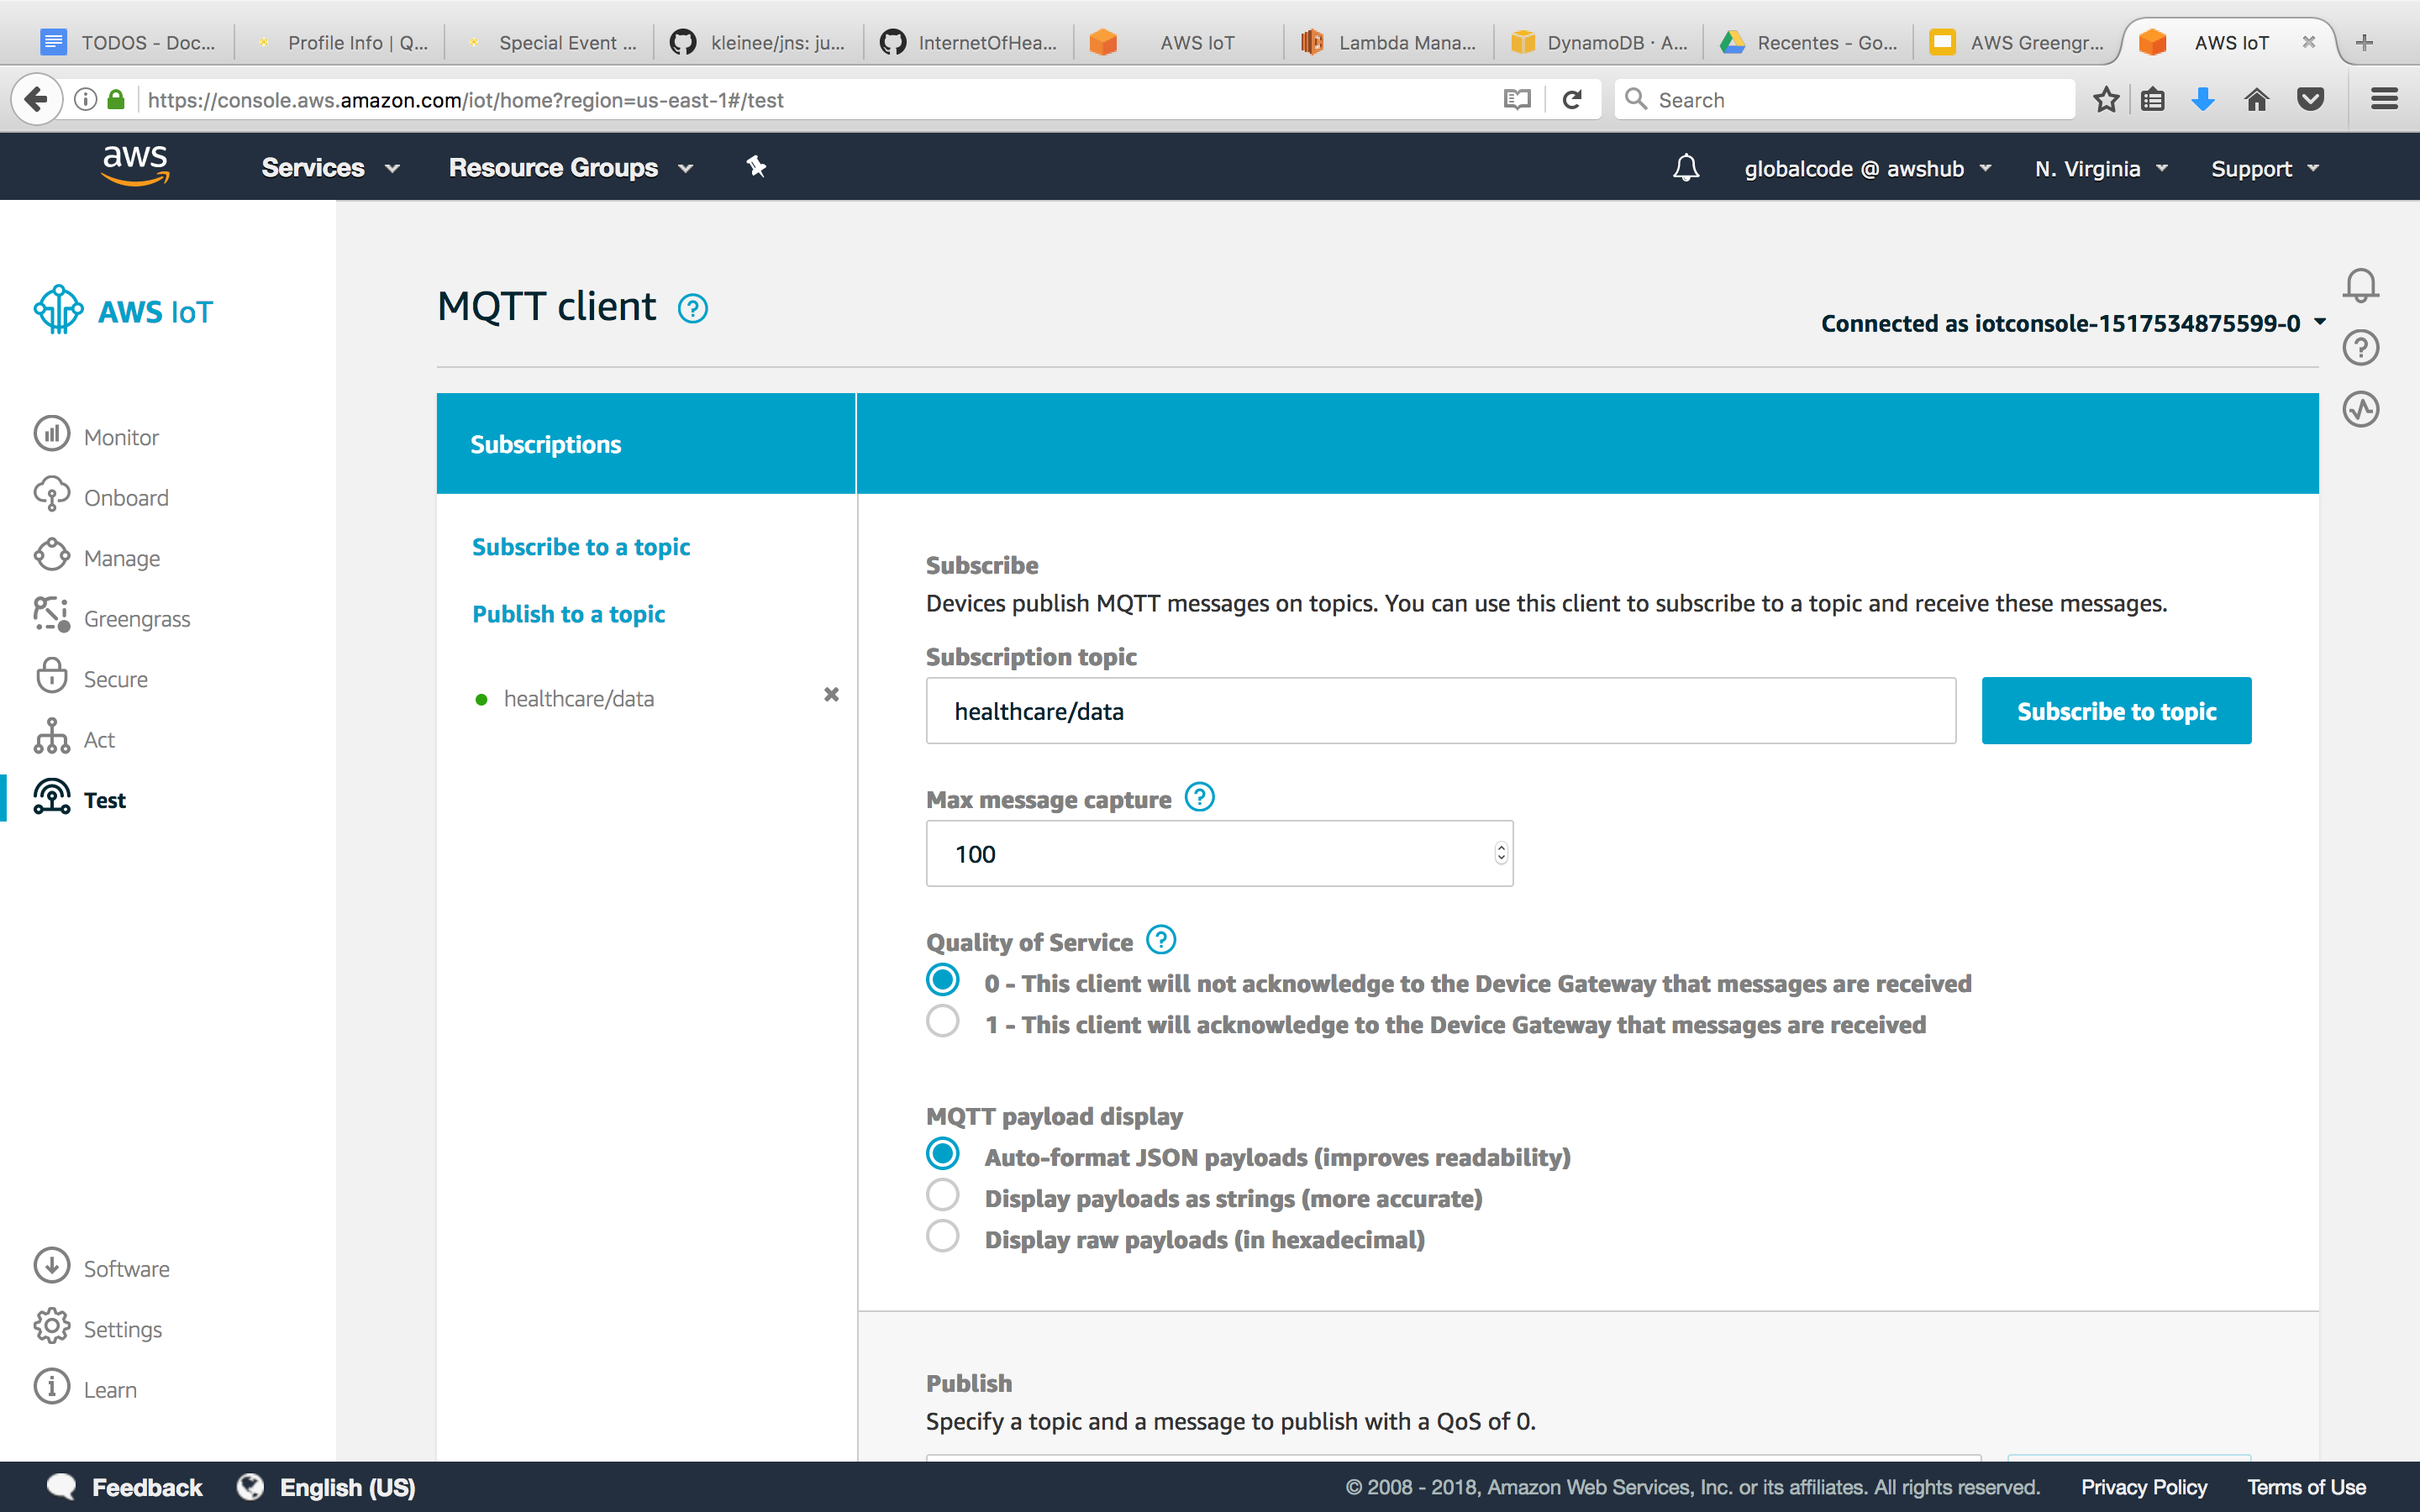 TODOS - Doc...
Profile Info | Q...
Special Event ...
kleinee/jns: ju...
InternetOfHea...
AWS IoT
Lambda Mana...
DynamoDB · A...
Recentes - Go...
AWS Greengr...
AWS IoT
https://console.aws.amazon.com/iot/home?region=us-east-1#/test
Search
aws
Services
Resource Groups
globalcode @ awshub
N. Virginia
Support
AWS IoT
Monitor
Onboard
Manage
Greengrass
Secure
Act
Test
Software
Settings
Learn
MQTT client
Connected as iotconsole-1517534875599-0
Subscriptions
Subscribe to a topic
Publish to a topic
healthcare/data
Subscribe
Devices publish MQTT messages on topics. You can use this client to subscribe to a topic and receive these messages.
Subscription topic
healthcare/data
Subscribe to topic
Max message capture
100
Quality of Service
0 - This client will not acknowledge to the Device Gateway that messages are received
1 - This client will acknowledge to the Device Gateway that messages are received
MQTT payload display
Auto-format JSON payloads (improves readability)
Display payloads as strings (more accurate)
Display raw payloads (in hexadecimal)
Publish
Specify a topic and a message to publish with a QoS of 0.
Feedback
English (US)
© 2008 - 2018, Amazon Web Services, Inc. or its affiliates. All rights reserved.
Privacy Policy
Terms of Use